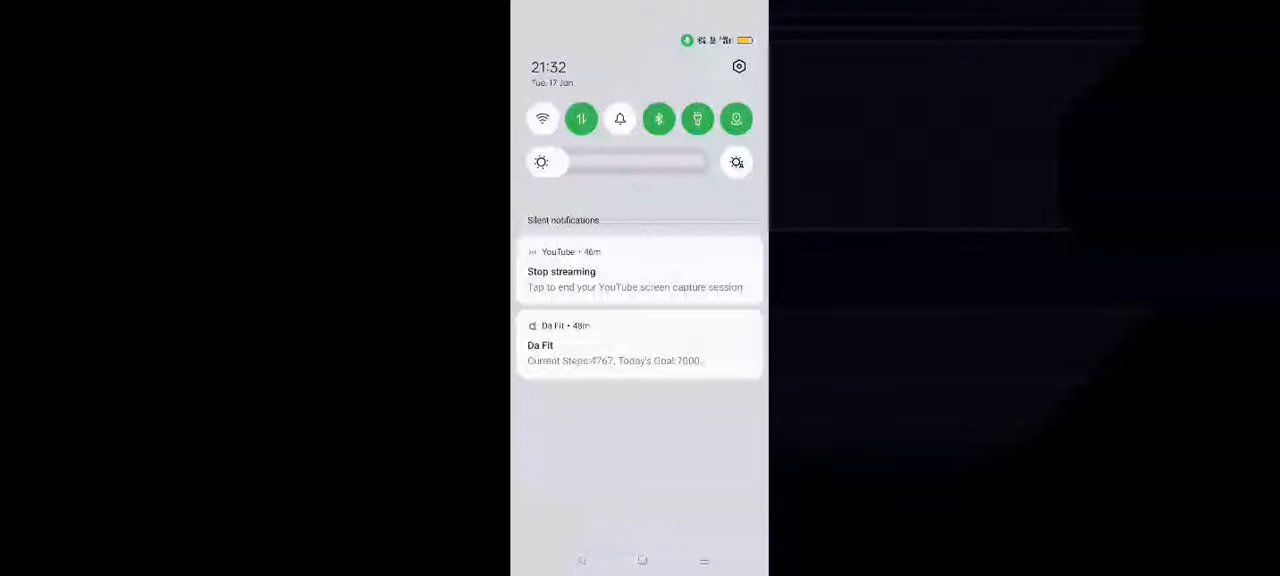 21:32
Tue, 17 Jan
Silent notifications
YouTube • 46m
Stop streaming
Tap to end your YouTube screen capture session
Da Fit • 48m
Da Fit
Current Steps:4767, Today's Goal:7000.